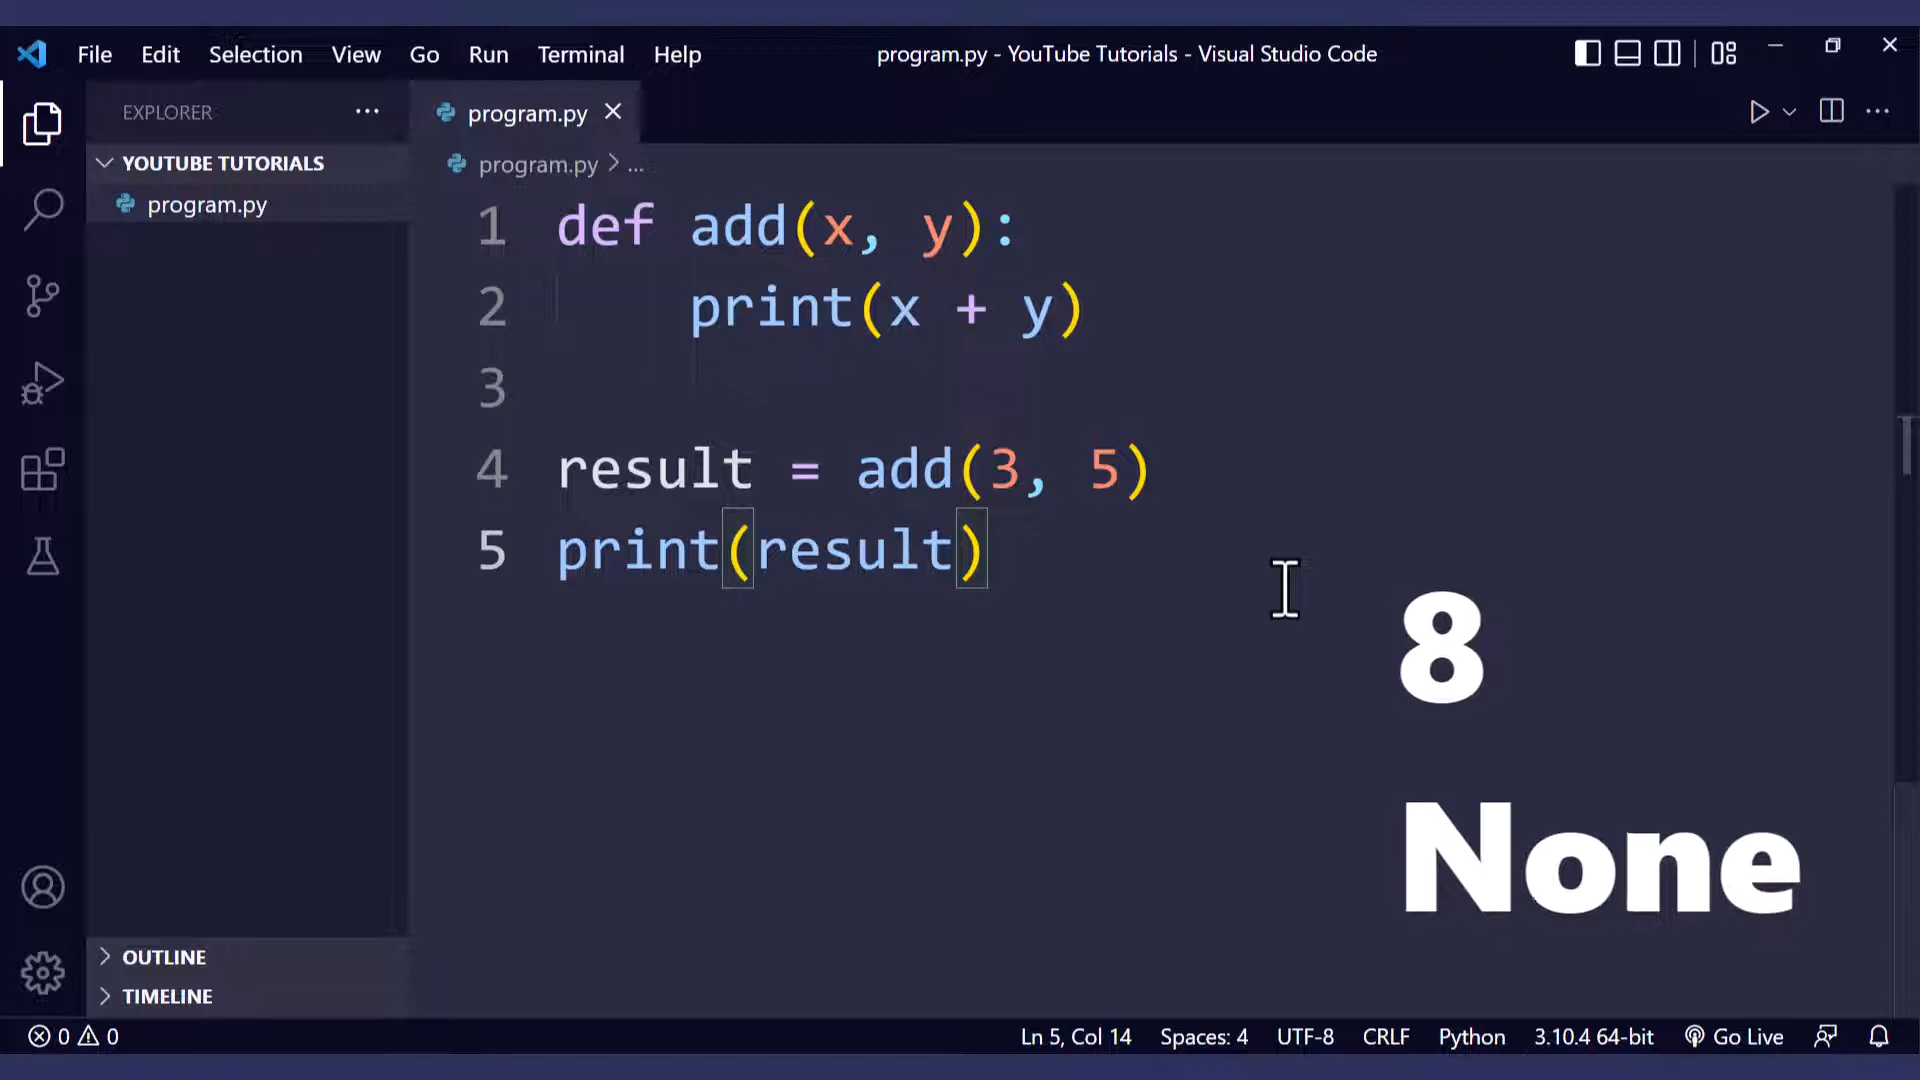 File Edit Selection View Go Run Terminal Help program.py - YouTube Tutorials - Visual Studio Code
EXPLORER ...
program.py
YOUTUBE TUTORIALS
program.py
program.py > ...
1 def add(x, y):
2     print(x + y)
3
4 result = add(3, 5)
5 print(result)
8
None
OUTLINE
TIMELINE
0 0 Ln 5, Col 14 Spaces: 4 UTF-8 CRLF Python 3.10.4 64-bit Go Live